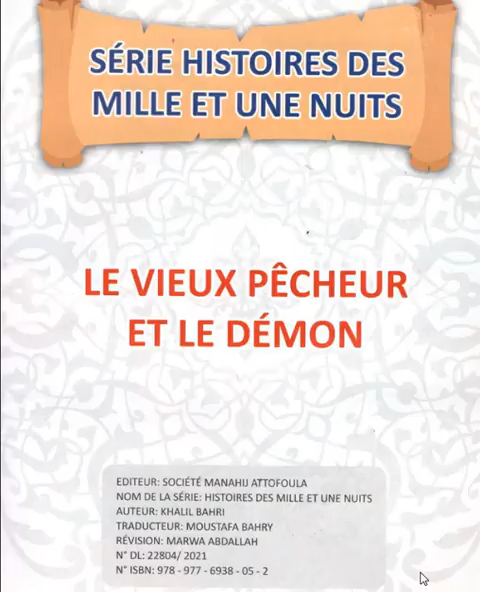 SÉRIE HISTOIRES DES
MILLE ET UNE NUITS
LE VIEUX PÊCHEUR
ET LE DÉMON
EDITEUR: SOCIÉTÉ MANAHIJ ATTOFOULA
NOM DE LA SÉRIE: HISTOIRES DES MILLE ET UNE NUITS
AUTEUR: KHALIL BAHRI
TRADUCTEUR: MOUSTAFA BAHRY
RÉVISION: MARWA ABDALLAH
N° DL: 22804/ 2021
N° ISBN: 978 - 977 - 6938 - 05 - 2